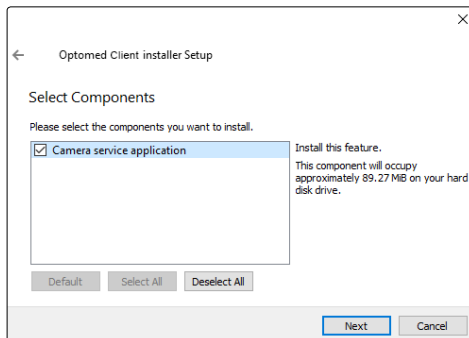 Optomed Client installer Setup
Select Components
Please select the components you want to install.
Camera service application
Install this feature.
This component will occupy
approximately 89.27 MiB on your hard
disk drive.
Default Select All Deselect All
Next Cancel